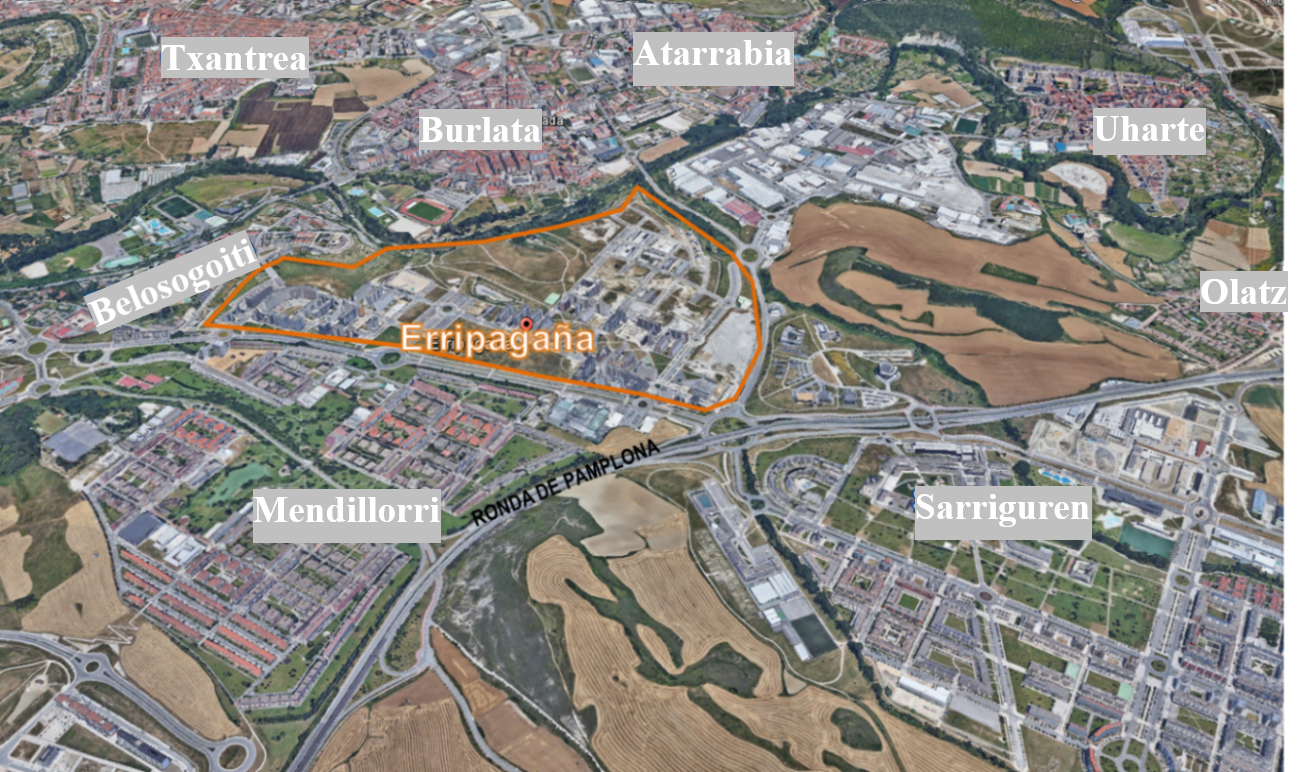 Atarrabia
Txantrea
Burlata
Uharte
Belosogoiti
Olatz
Erripagaña
RONDA DE PAMPLONA
Mendillorri
Sarriguren